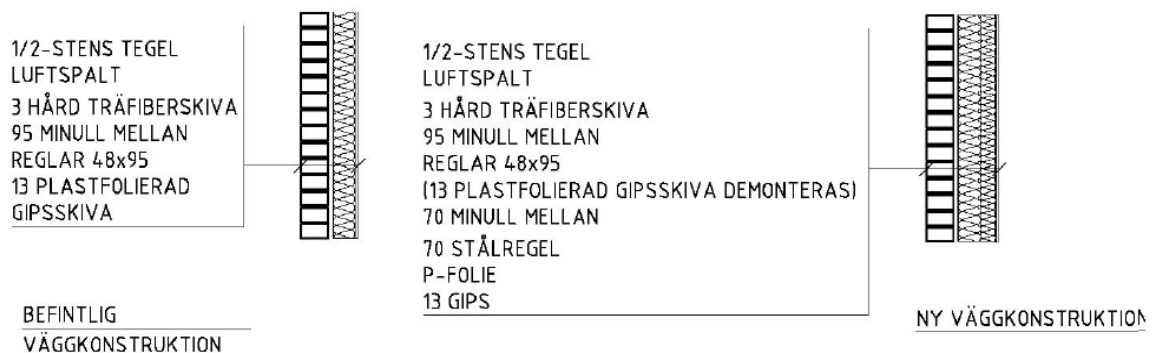 1/2-STENS TEGEL
LUFTSPALT
3 HÅRD TRÄFIBERSKIVA
95 MINULL MELLAN
REGLAR 48x95
13 PLASTFOLIERAD
GIPSSKIVA
BEFINTLIG
VÄGGKONSTRUKTION
1/2-STENS TEGEL
LUFTSPALT
3 HÅRD TRÄFIBERSKIVA
95 MINULL MELLAN
REGLAR 48x95
(13 PLASTFOLIERAD GIPSSKIVA DEMONTERAS)
70 MINULL MELLAN
70 STÅLREGEL
P-FOLIE
13 GIPS
NY VÄGGKONSTRUKTION